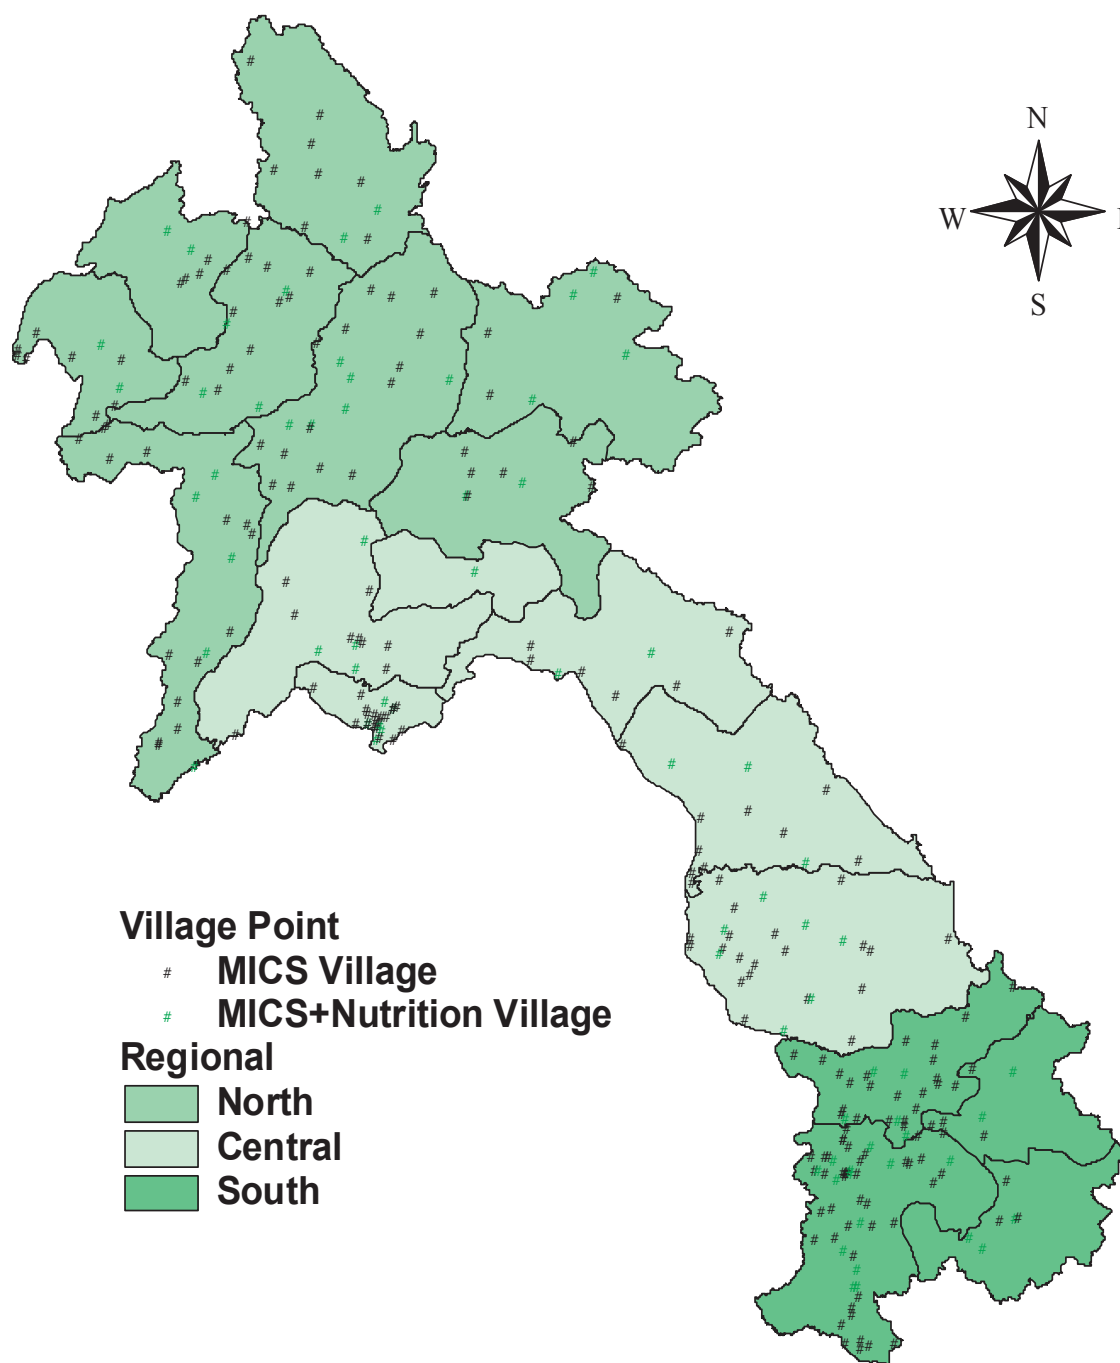 N
W
S
Village Point
# MICS Village
# MICS+Nutrition Village
Regional
North
Central
South